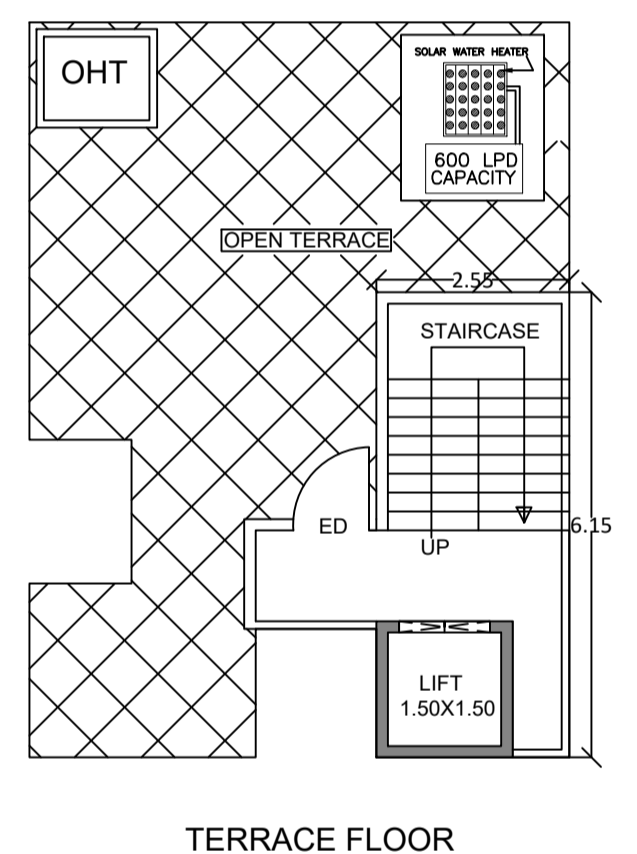 SOLAR WATER HEATER
OHT
600 LPD
CAPACITY
OPEN TERRACE
2.55
STAIRCASE
6.15
ED
UP
LIFT
1.50X1.50
TERRACE FLOOR